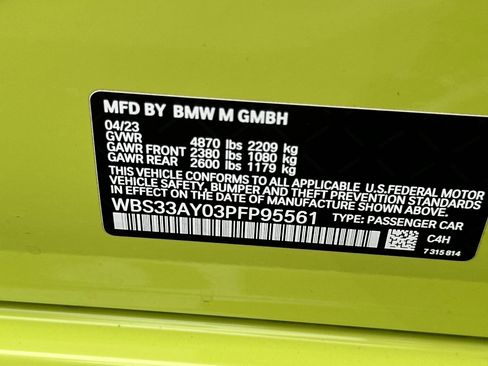 MFD BY BMW M GMBH
04/23
GVWR 4870 lbs 2209 kg
GAWR FRONT 2380 lbs 1080 kg
GAWR REAR 2600 lbs 1179 kg
THIS VEHICLE CONFORMS TO ALL APPLICABLE U.S.FEDERAL MOTOR
VEHICLE SAFETY, BUMPER AND THEFT PREVENTION STANDARDS
IN EFFECT ON THE DATE OF MANUFACTURE SHOWN ABOVE.
WBS33AY03PFP95561 TYPE: PASSENGER CAR
C4H
7 315 814